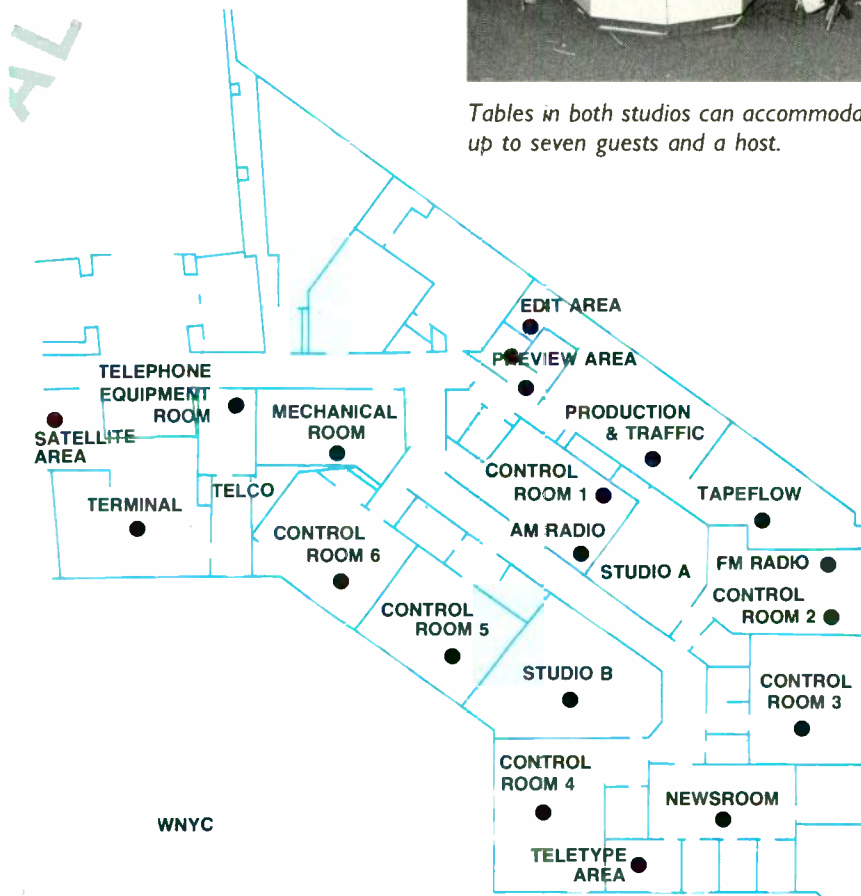 AL
Tables in both studios can accommoda
up to seven guests and a host.
EDIT AREA
PREVIEW AREA
TELEPHONE
EQUIPMENT
ROOM
MECHANICAL
ROOM
PRODUCTION
& TRAFFIC
SATELLITE
AREA
CONTROL
ROOM 1
TAPEFLOW
TERMINAL
TELCO
AM RADIO
CONTROL
ROOM 6
STUDIO A
FM RADIO
CONTROL
ROOM 2
CONTROL
ROOM 5
STUDIO B
CONTROL
ROOM 3
CONTROL
ROOM 4
NEWSROOM
WNYC
TELETYPE
AREA